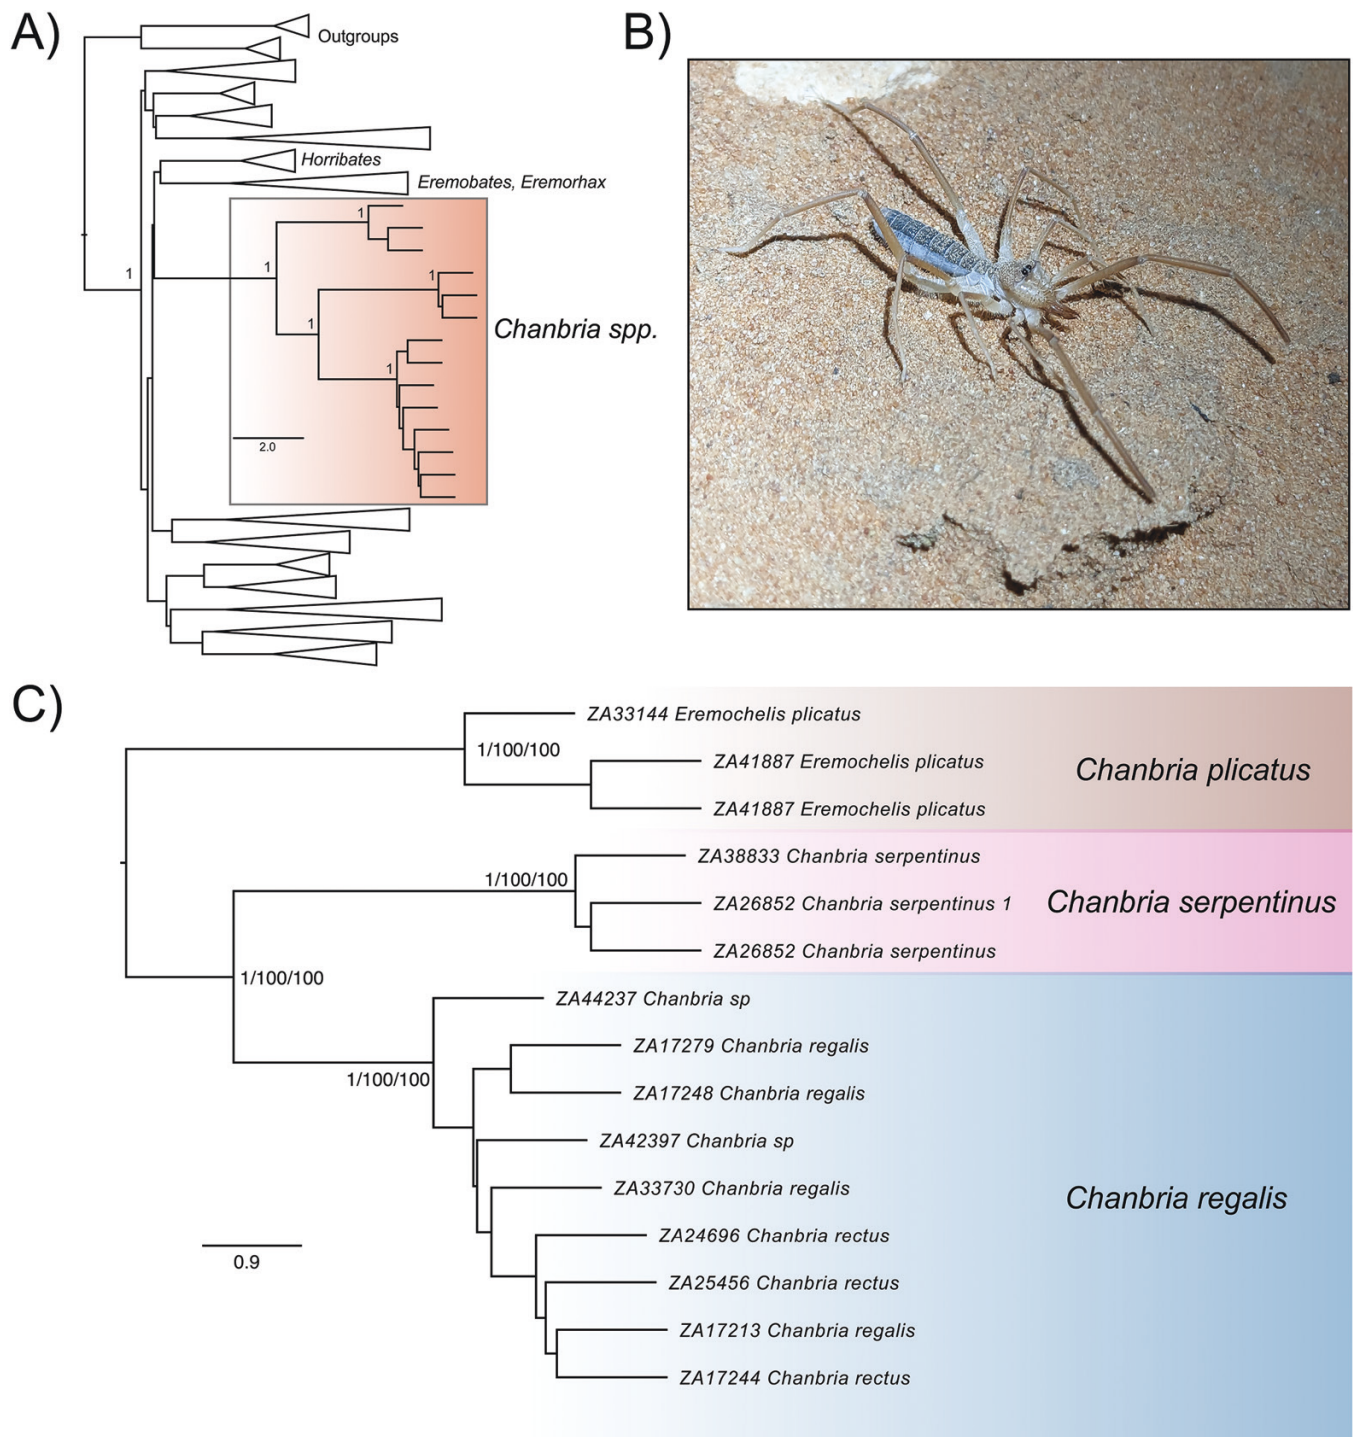 A)
Outgroups
Horribates
Eremobates, Eremorhax
1
1
1
1
1
1
Chanbria spp.
2.0
B)
C)
ZA33144 Eremochelis plicatus
1/100/100
ZA41887 Eremochelis plicatus
ZA41887 Eremochelis plicatus
Chanbria plicatus
ZA38833 Chanbria serpentinus
1/100/100
ZA26852 Chanbria serpentinus 1
ZA26852 Chanbria serpentinus
Chanbria serpentinus
1/100/100
ZA44237 Chanbria sp
ZA17279 Chanbria regalis
1/100/100
ZA17248 Chanbria regalis
ZA42397 Chanbria sp
ZA33730 Chanbria regalis
Chanbria regalis
ZA24696 Chanbria rectus
0.9
ZA25456 Chanbria rectus
ZA17213 Chanbria regalis
ZA17244 Chanbria rectus